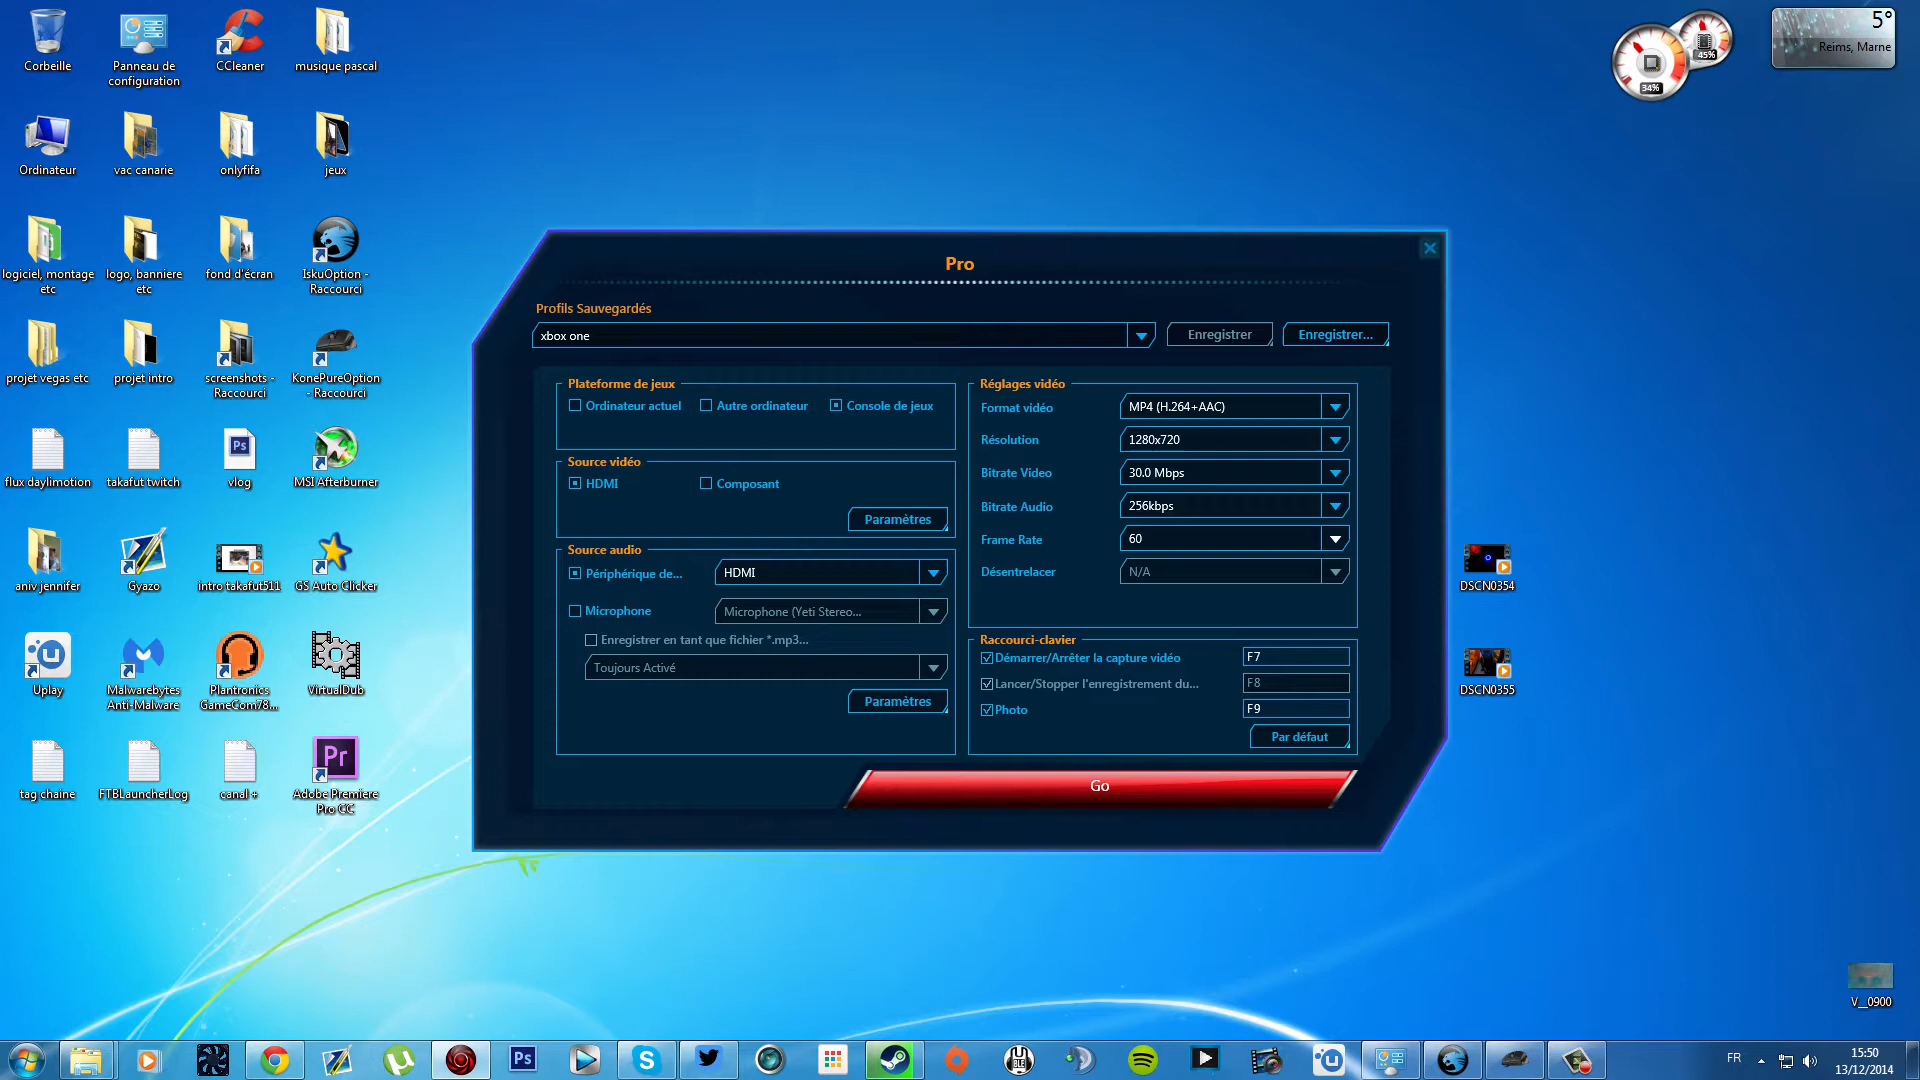 Corbeille
Panneau de configuration
CCleaner
musique pascal
Ordinateur
vac canarie
onlyfifa
jeux
logiciel, montage etc
logo, banniere etc
fond d'écran
IskuOption - Raccourci
projet vegas etc
projet intro
screenshots - Raccourci
KonePureOption - Raccourci
flux daylimotion
takafut twitch
vlog
MSI Afterburner
aniv jennifer
Gyazo
intro takafut511
GS Auto Clicker
Uplay
Malwarebytes Anti-Malware
Plantronics GameCom78...
VirtualDub
tag chaine
FTBLauncherLog
canal +
Adobe Premiere Pro CC
34%
45%
5°
Reims, Marne
Pro
Profils Sauvegardés
xbox one
Enregistrer
Enregistrer...
Plateforme de jeux
Ordinateur actuel
Autre ordinateur
Console de jeux
Source vidéo
HDMI
Composant
Paramètres
Source audio
Périphérique de...
HDMI
Microphone
Microphone (Yeti Stereo...
Enregistrer en tant que fichier *.mp3...
Toujours Activé
Paramètres
Réglages vidéo
Format vidéo
MP4 (H.264+AAC)
Résolution
1280x720
Bitrate Video
30.0 Mbps
Bitrate Audio
256kbps
Frame Rate
60
Désentrelacer
N/A
Raccourci-clavier
Démarrer/Arrêter la capture vidéo
F7
Lancer/Stopper l'enregistrement du...
F8
Photo
F9
Par défaut
Go
DSCN0354
DSCN0355
V__0900
Ps
Pr
Ps
FR
15:50
13/12/2014